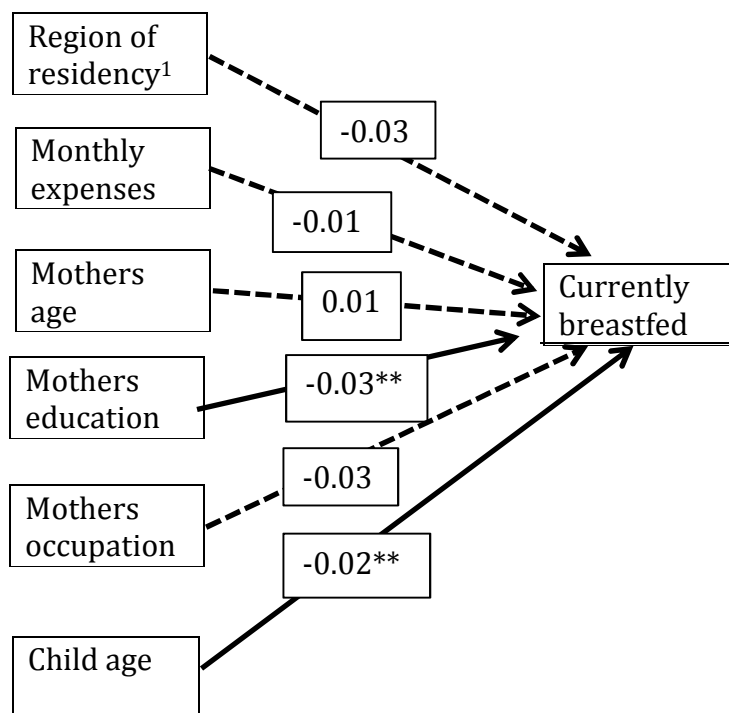 Region of
residency¹
-0.03
Monthly
expenses
-0.01
Mothers
age
0.01
Currently
breastfed
Mothers
education
-0.03**
Mothers
occupation
-0.03
-0.02**
Child age